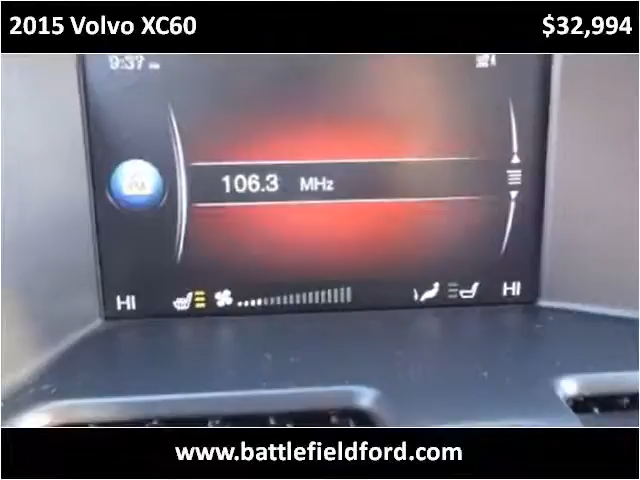 2015 Volvo XC60 $32,994
9:37
106.3 MHz
HI HI
www.battlefieldford.com